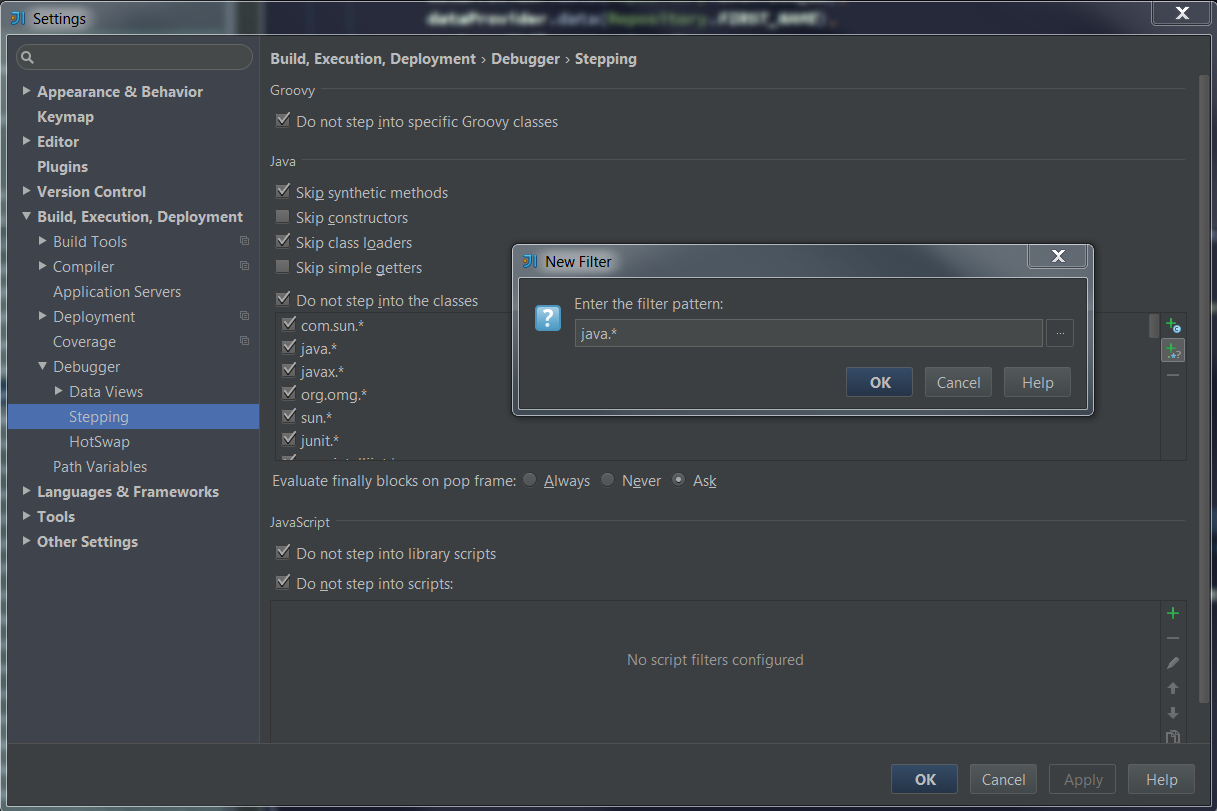 Settings
dataProvider.data(Repository.FIRST_NAME).
Build, Execution, Deployment › Debugger › Stepping
Appearance & Behavior
Keymap
Editor
Plugins
Version Control
Build, Execution, Deployment
Build Tools
Compiler
Application Servers
Deployment
Coverage
Debugger
Data Views
Stepping
HotSwap
Path Variables
Languages & Frameworks
Tools
Other Settings
Groovy
Do not step into specific Groovy classes
Java
Skip synthetic methods
Skip constructors
Skip class loaders
Skip simple getters
Do not step into the classes
com.sun.*
java.*
javax.*
org.omg.*
sun.*
junit.*
New Filter
Enter the filter pattern:
java.*
...
OK Cancel Help
Evaluate finally blocks on pop frame: Always Never Ask
JavaScript
Do not step into library scripts
Do not step into scripts:
No script filters configured
OK Cancel Apply Help